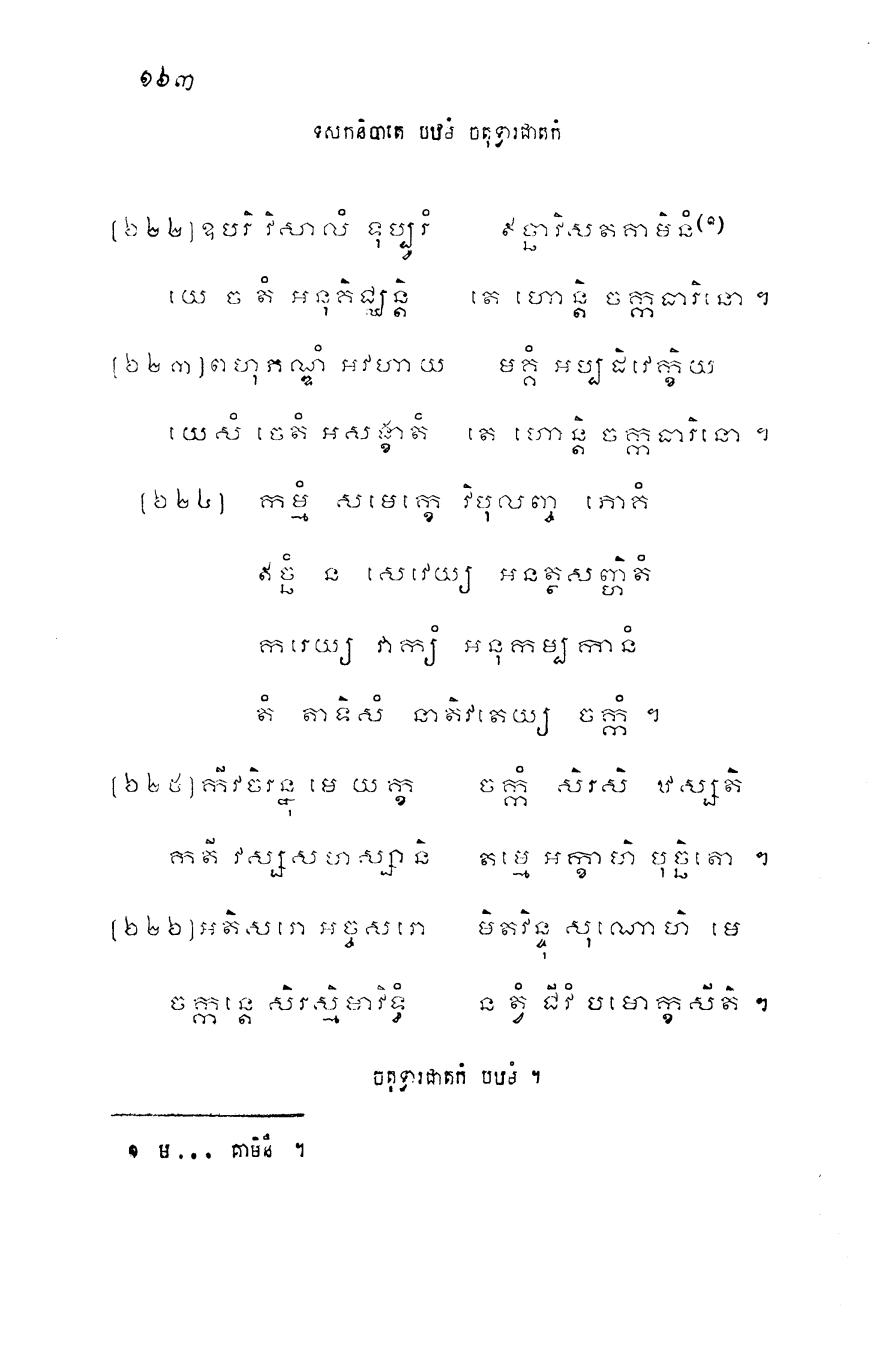 ១៦៣
ទសកនិបាតេ បឋមំ ចតុទ្វារជាតកំ
[៦២២] ឧបរិ វិសាលំ ទុប្បូរំ ឥច្ឆាវិសតគាមិនំ(១)
យេ ច តំ អនុគិជ្ឈន្តិ តេ ហោន្តិ ចក្កធារិនោ ។
[៦២៣] ពហុភណ្ឌំ អវហាយ មគ្គំ អប្បដិវេក្ខិយ
យេសំ ចេតំ អសង្ខាតំ តេ ហោន្តិ ចក្កធារិនោ ។
[៦២៤] កម្មំ សមេក្ខេ វិបុលញ្ច ភោគំ
ឥច្ឆំ ន សេវេយ្យ អនត្ថសញ្ហិតំ
ករេយ្យ វាក្យំ អនុកម្បកានំ
តំ តាទិសំ នាតិវតេយ្យ ចក្កំ ។
[៦២៥] កីវចិរន្នុ មេ យក្ខ ចក្កំ សិរសិ ឋស្សតិ
កតី វស្សសហស្សានិ តម្មេ អក្ខាហិ បុច្ឆិតោ ។
[៦២៦] អតិសរោ អច្ចសរោ មិតវិន្ទុ សុណោហិ មេ
ចក្កន្តេ សិរស្មិមាវិទ្ធំ ន ត្វំ ជីវំ បមោក្ខសីតិ ។
ចតុទ្វារជាតកំ បឋមំ ។
១ ម... គាមិនី ។